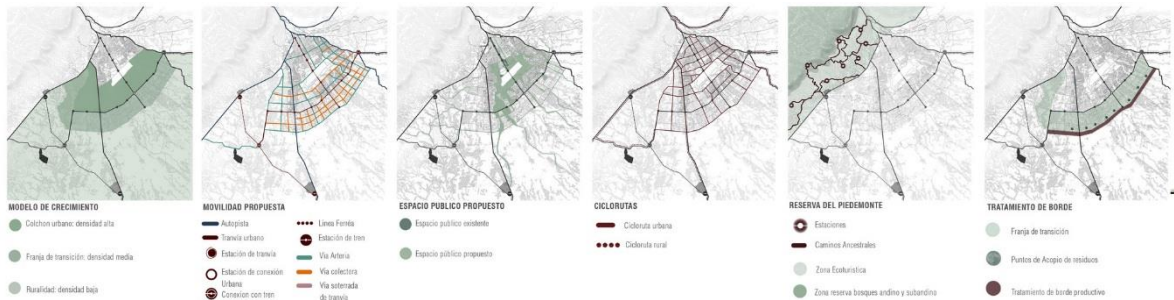 MODELO DE CRECIMIENTO
Colchon urbano: densidad alta
Franja de transición: densidad media
Ruralidad: densidad baja
MOVILIDAD PROPUESTA
Autopista
Tranvía urbano
Estación de tranvía
Estación de conexión
Urbana
Conexion con tren
Linea Ferréa
Estación de tren
Vía Arteria
Vía colectora
Vía soterrada
de tranvía
ESPACIO PUBLICO PROPUESTO
Espacio publico existente
Espacio público propuesto
CICLORUTAS
Cicloruta urbana
Cicloruta rural
RESERVA DEL PIEDEMONTE
Estaciones
Caminos Ancestrales
Zona Ecoturistica
Zona reserva bosques andino y subandino
TRATAMIENTO DE BORDE
Franja de transición
Puntos de Acopio de residuos
Tratamiento de borde productivo